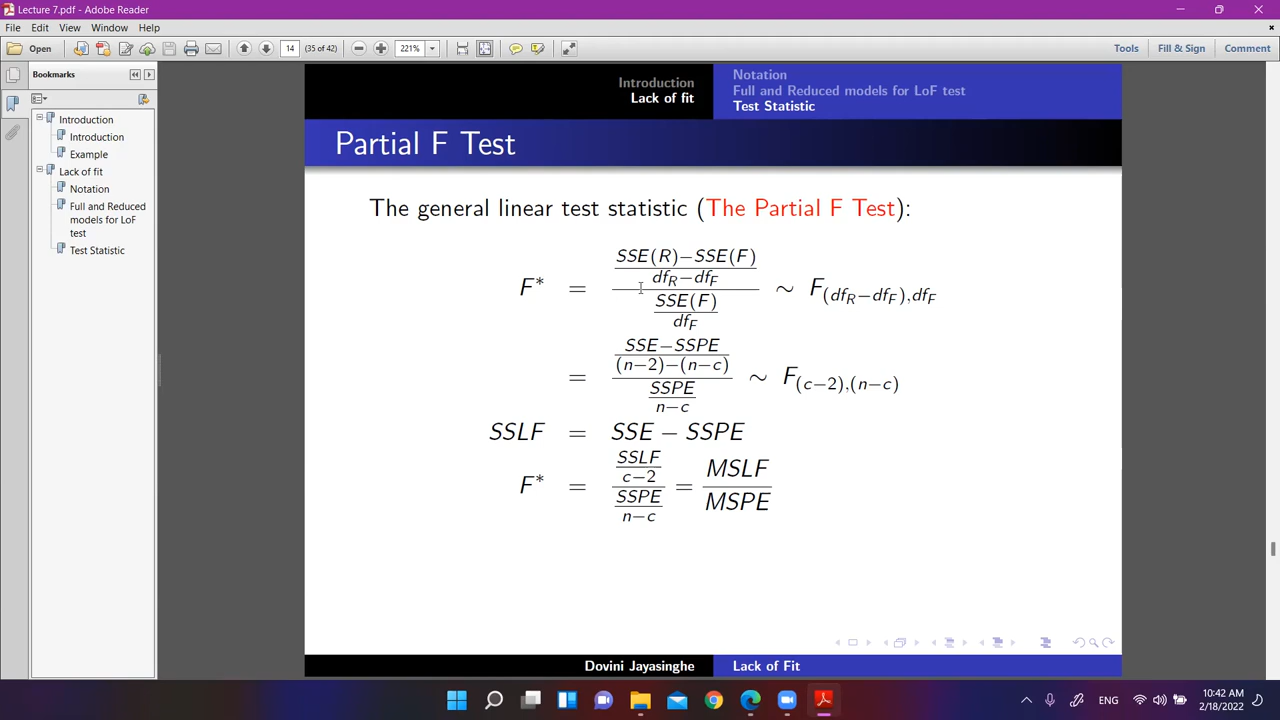 Lecture 7.pdf - Adobe Reader
File Edit View Window Help
Open 14 (35 of 42) 221% Tools Fill & Sign Comment
Bookmarks
Introduction
Introduction
Example
Lack of fit
Notation
Full and Reduced
models for LoF
test
Test Statistic
Introduction
Lack of fit
Notation
Full and Reduced models for LoF test
Test Statistic
Partial F Test
The general linear test statistic (The Partial F Test):
F* = ((SSE(R)−SSE(F))/(df_R−df_F))/(SSE(F)/df_F) ∼ F_(df_R−df_F),df_F
= ((SSE−SSPE)/((n−2)−(n−c)))/(SSPE/(n−c)) ∼ F_(c−2),(n−c)
SSLF = SSE − SSPE
F* = (SSLF/(c−2))/(SSPE/(n−c)) = MSLF/MSPE
Dovini Jayasinghe Lack of Fit
ENG
10:42 AM
2/18/2022